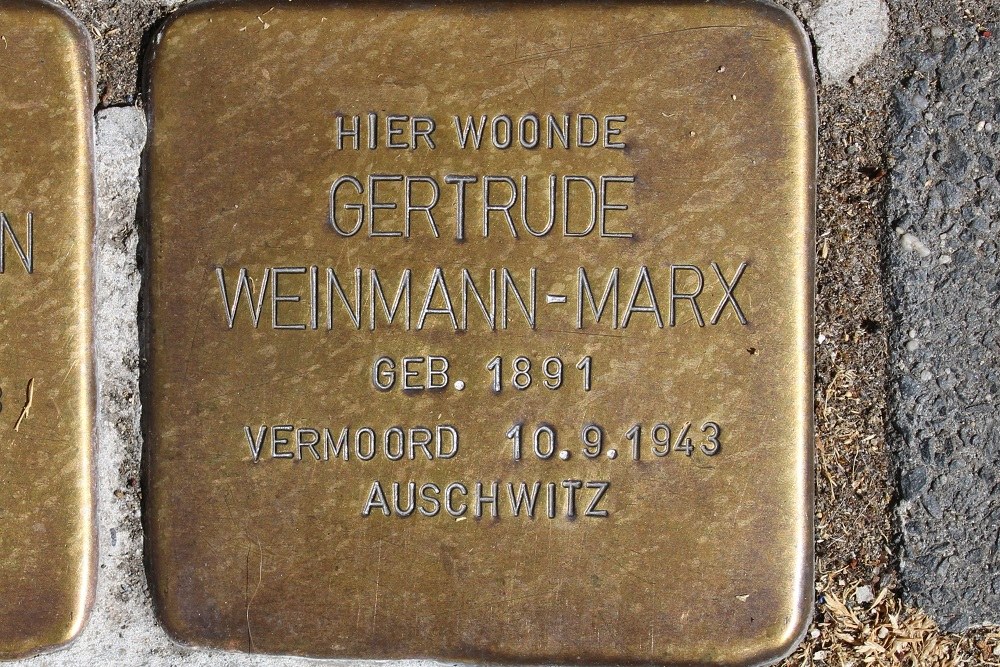 HIER WOONDE
GERTRUDE
WEINMANN-MARX
GEB. 1891
VERMOORD 10.9.1943
AUSCHWITZ